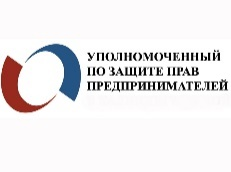 УПОЛНОМОЧЕННЫЙ
ПО ЗАЩИТЕ ПРАВ
ПРЕДПРИНИМАТЕЛЕЙ